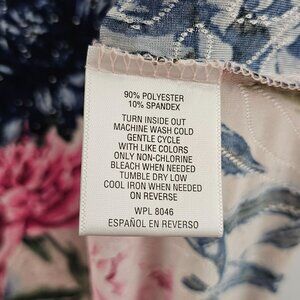 90% POLYESTER
10% SPANDEX
TURN INSIDE OUT
MACHINE WASH COLD
GENTLE CYCLE
WITH LIKE COLORS
ONLY NON-CHLORINE
BLEACH WHEN NEEDED
TUMBLE DRY LOW
COOL IRON WHEN NEEDED
ON REVERSE
WPL 8046
ESPAÑOL EN REVERSO